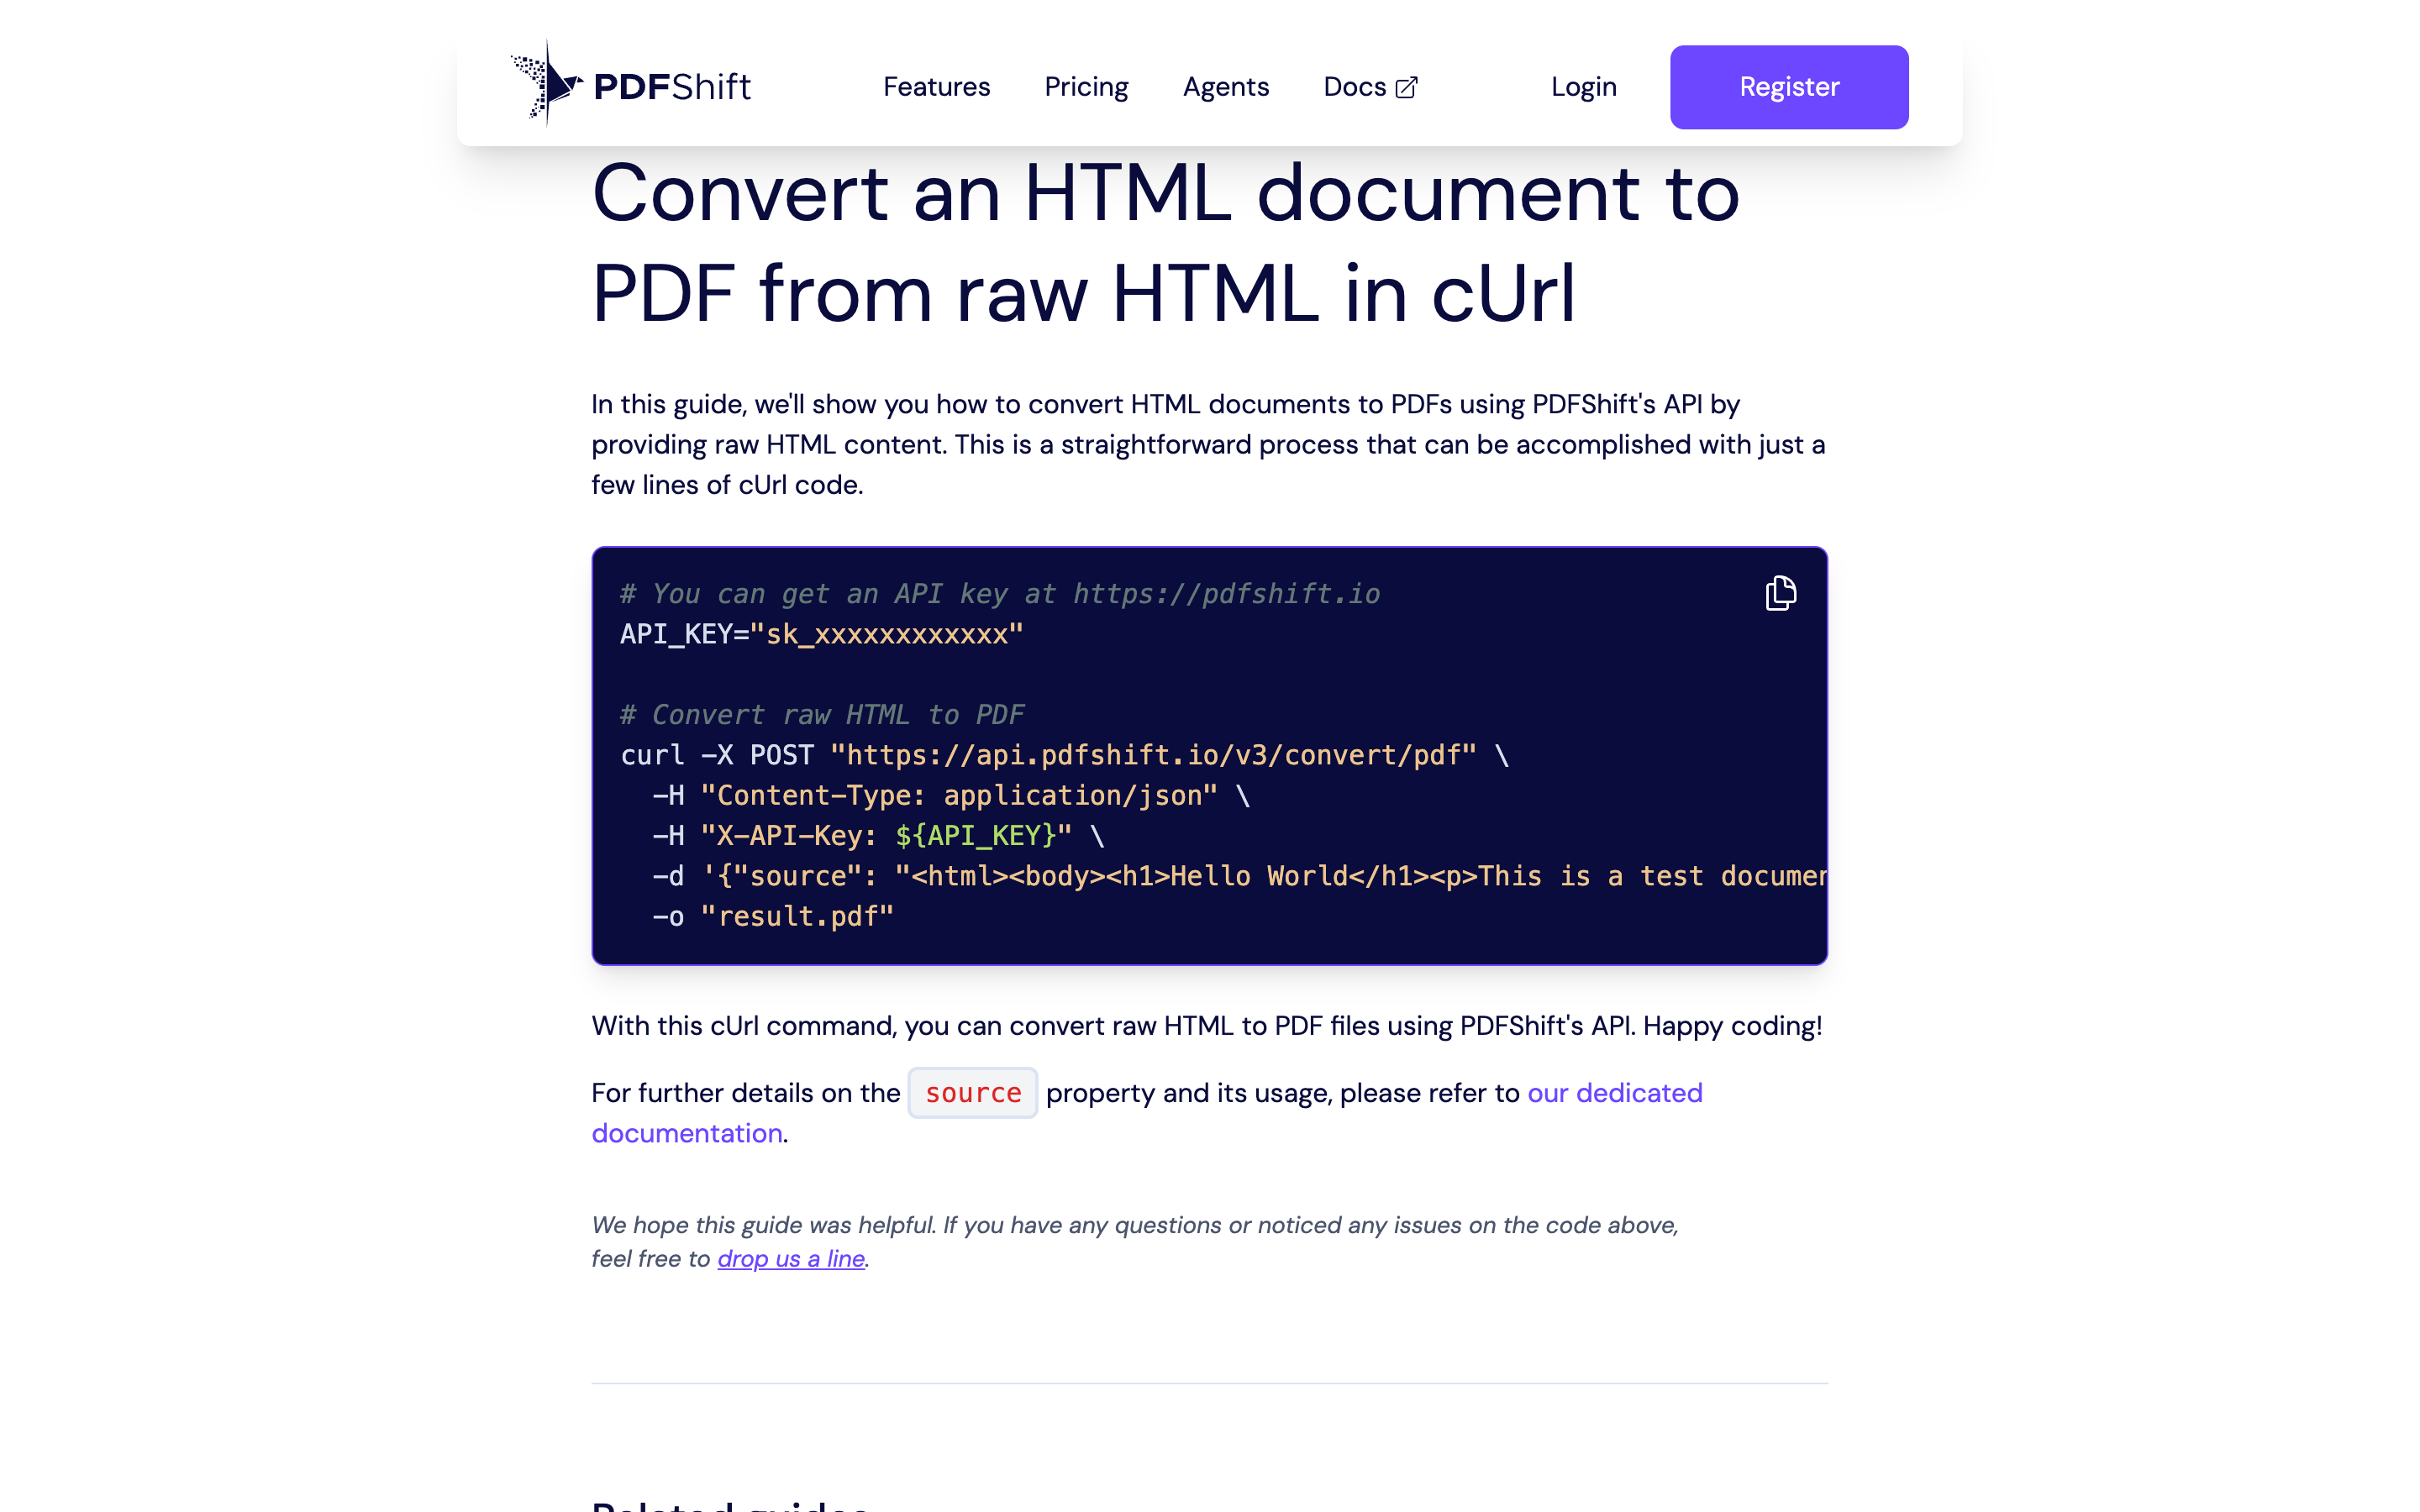 PDFShift
Features
Pricing
Agents
Docs
Login
Register
Convert an HTML document to
PDF from raw HTML in cUrl
In this guide, we'll show you how to convert HTML documents to PDFs using PDFShift's API by
providing raw HTML content. This is a straightforward process that can be accomplished with just a
few lines of cUrl code.
# You can get an API key at https://pdfshift.io
API_KEY="sk_xxxxxxxxxxxx"
# Convert raw HTML to PDF
curl -X POST "https://api.pdfshift.io/v3/convert/pdf" \
-H "Content-Type: application/json" \
-H "X-API-Key: ${API_KEY}" \
-d '{"source": "<html><body><h1>Hello World</h1><p>This is a test documen
-o "result.pdf"
With this cUrl command, you can convert raw HTML to PDF files using PDFShift's API. Happy coding!
For further details on the source property and its usage, please refer to our dedicated
documentation.
We hope this guide was helpful. If you have any questions or noticed any issues on the code above,
feel free to drop us a line.
Related guides